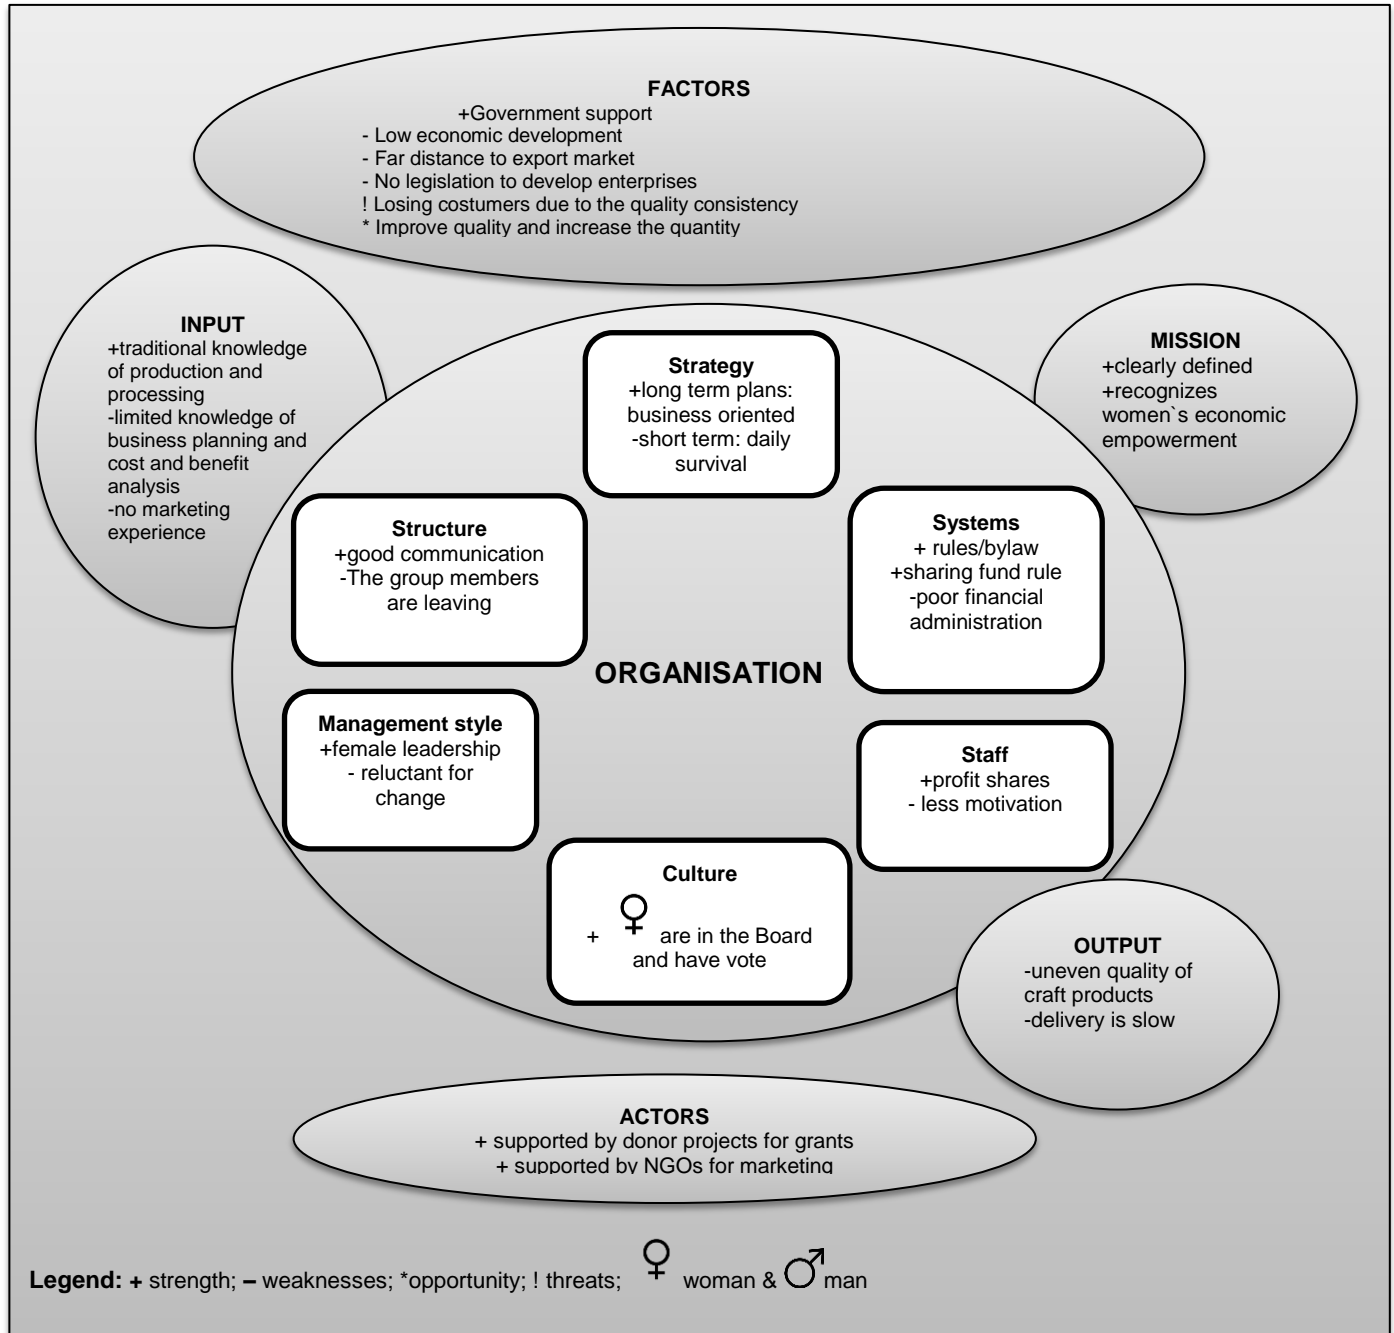 FACTORS
+Government support
- Low economic development
- Far distance to export market
- No legislation to develop enterprises
! Losing costumers due to the quality consistency
* Improve quality and increase the quantity
INPUT
+traditional knowledge
of production and
processing
-limited knowledge of
business planning and
cost and benefit
analysis
-no marketing
experience
MISSION
+clearly defined
+recognizes
women`s economic
empowerment
Strategy
+long term plans:
business oriented
-short term: daily
survival
Structure
+good communication
-The group members
are leaving
Systems
+ rules/bylaw
+sharing fund rule
-poor financial
administration
ORGANISATION
Management style
+female leadership
- reluctant for
change
Staff
+profit shares
- less motivation
Culture
+ ♀ are in the Board
and have vote
OUTPUT
-uneven quality of
craft products
-delivery is slow
ACTORS
+ supported by donor projects for grants
+ supported by NGOs for marketing
Legend: + strength; – weaknesses; *opportunity; ! threats; ♀ woman & ♂ man